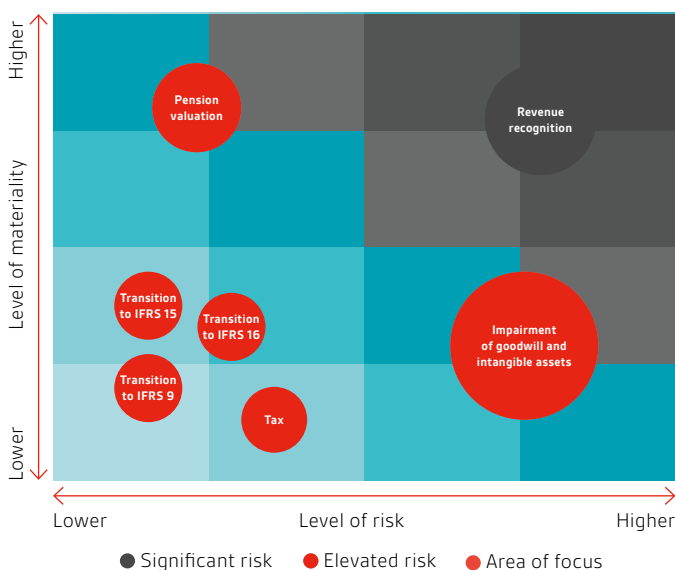 Higher
Level of materiality
Lower
Pension
valuation
Revenue
recognition
Transition
to IFRS 15
Transition
to IFRS 16
Impairment
of goodwill and
intangible assets
Transition
to IFRS 9
Tax
Lower
Level of risk
Higher
Significant risk
Elevated risk
Area of focus